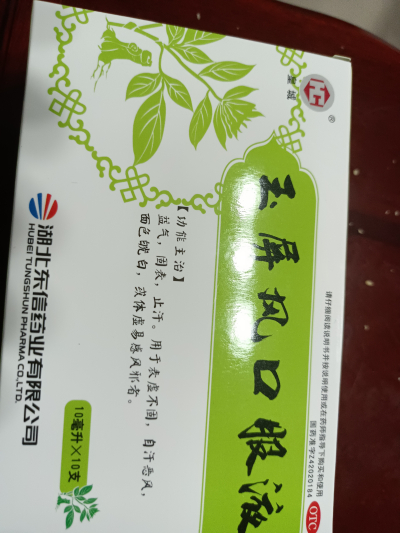 皇城
HC
®
玉屏风口服液
请仔细阅读说明书并按说明使用或在药师指导下购买和使用
国药准字Z42020184
OTC
【功能主治】
益气，固表，止汗。用于表虚不固，自汗恶风，
面色㿠白，或体虚易感风邪者。
湖北东信药业有限公司
HUBEI TUNGSHUN PHARMA CO.,LTD.
10毫升×10支